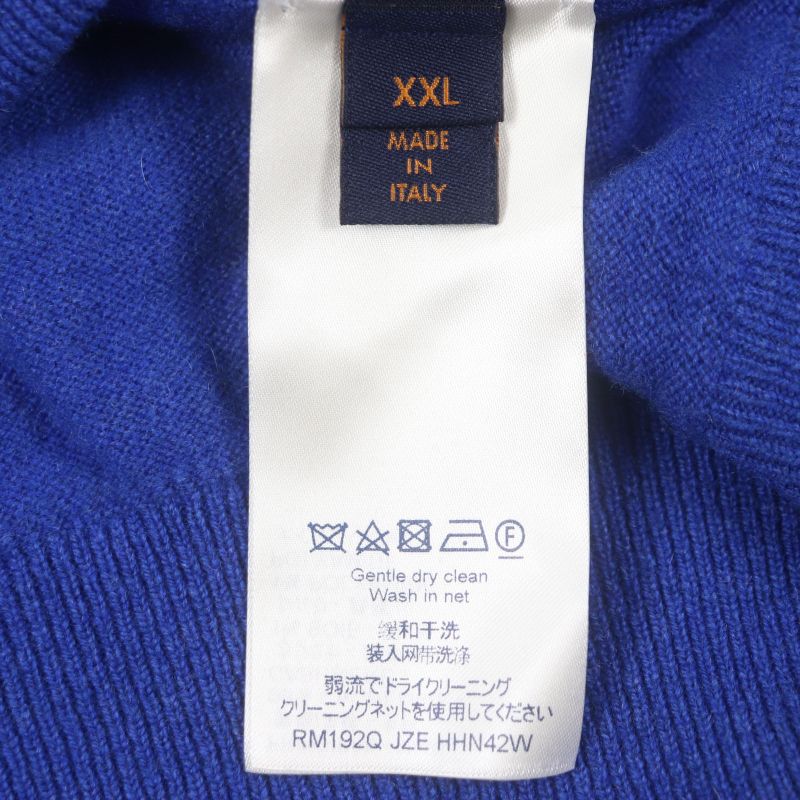 XXL
MADE
IN
ITALY
F
Gentle dry clean
Wash in net
缓和干洗
装入网带洗涤
弱流でドライクリーニング
クリーニングネットを使用してください
RM192Q JZE HHN42W